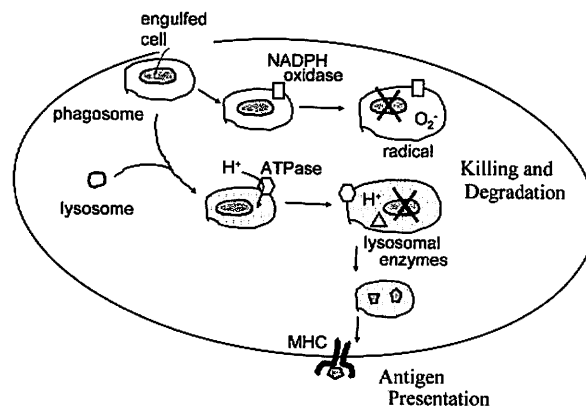 engulfed
cell
NADPH
oxidase
phagosome
O₂⁻
radical
Killing and
Degradation
H⁺
ATPase
lysosome
H⁺
lysosomal
enzymes
MHC
Antigen
Presentation